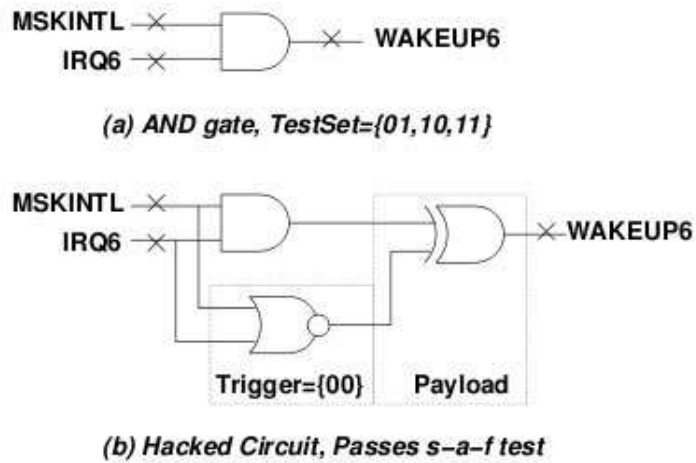 MSKINTL
IRQ6
WAKEUP6
(a) AND gate, TestSet={01,10,11}
MSKINTL
IRQ6
WAKEUP6
Trigger={00}
Payload
(b) Hacked Circuit, Passes s-a-f test